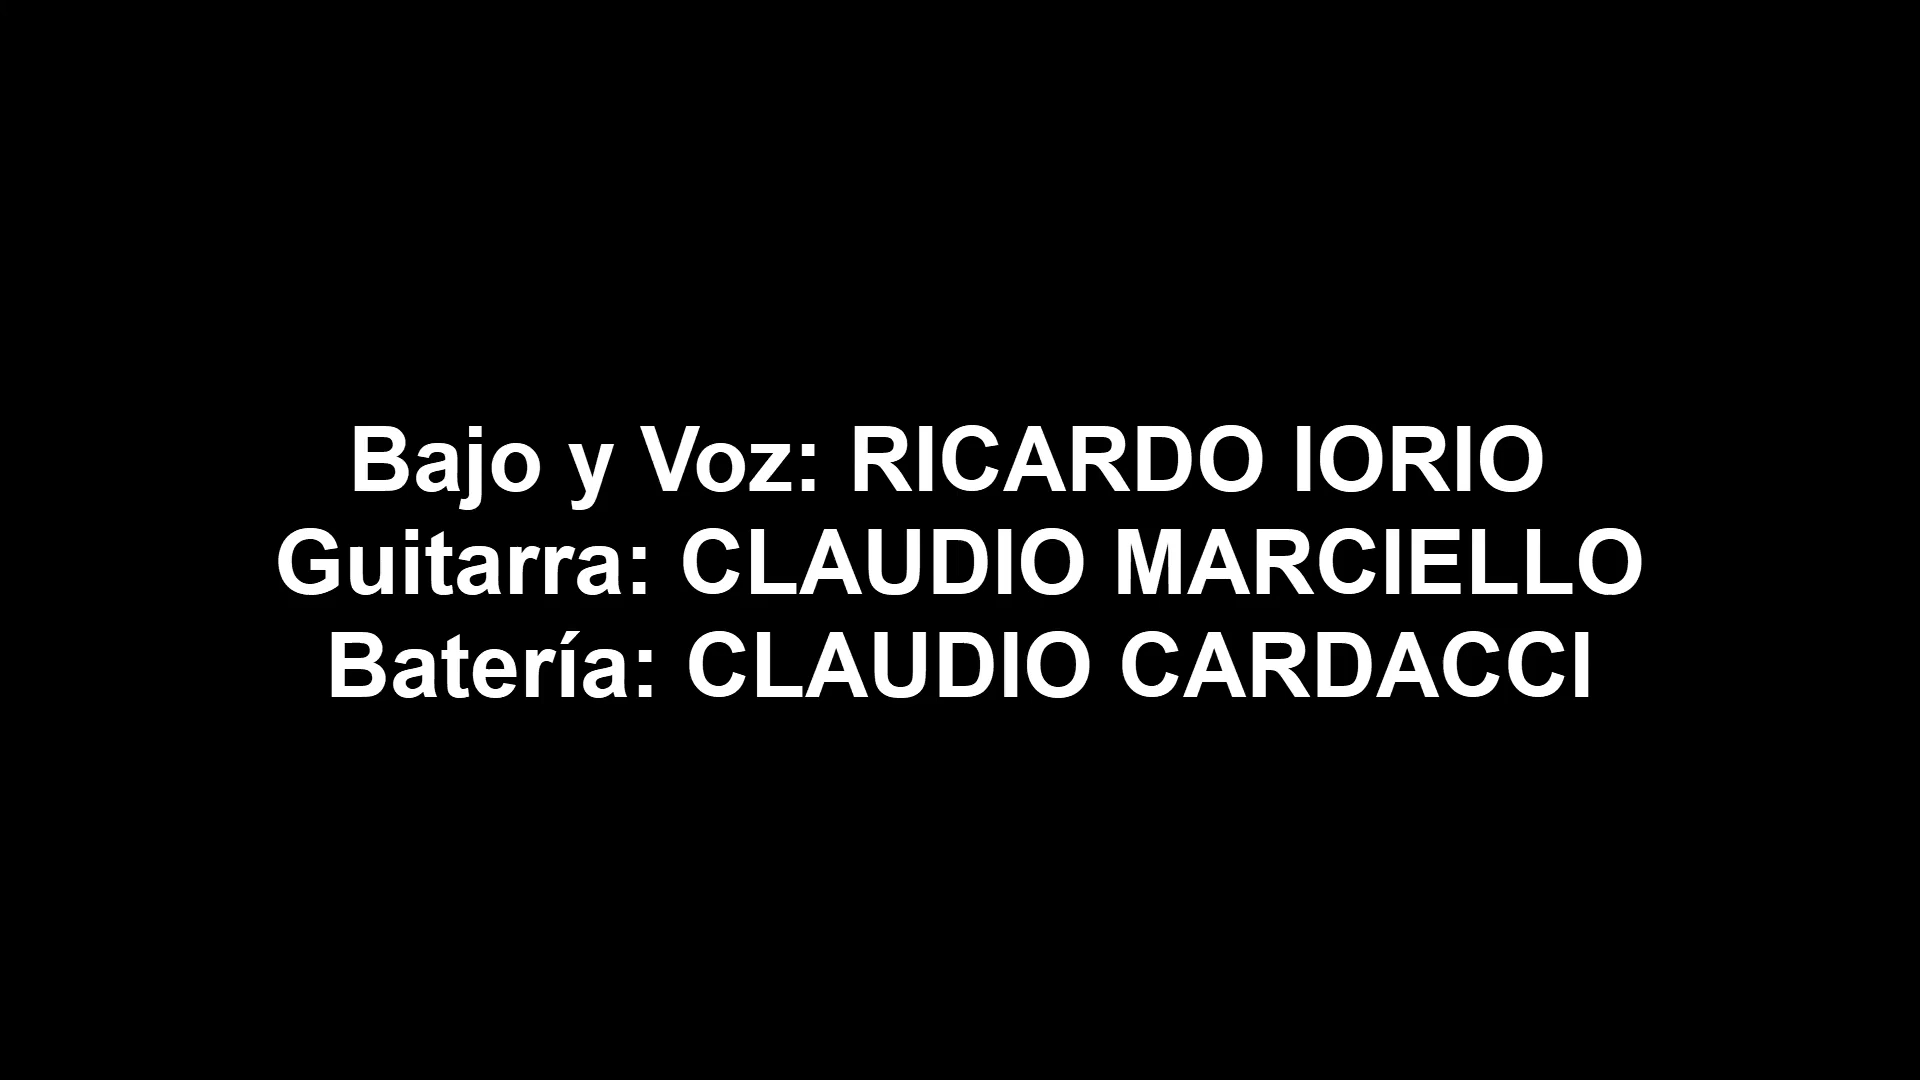 Bajo y Voz: RICARDO IORIO
Guitarra: CLAUDIO MARCIELLO
Batería: CLAUDIO CARDACCI